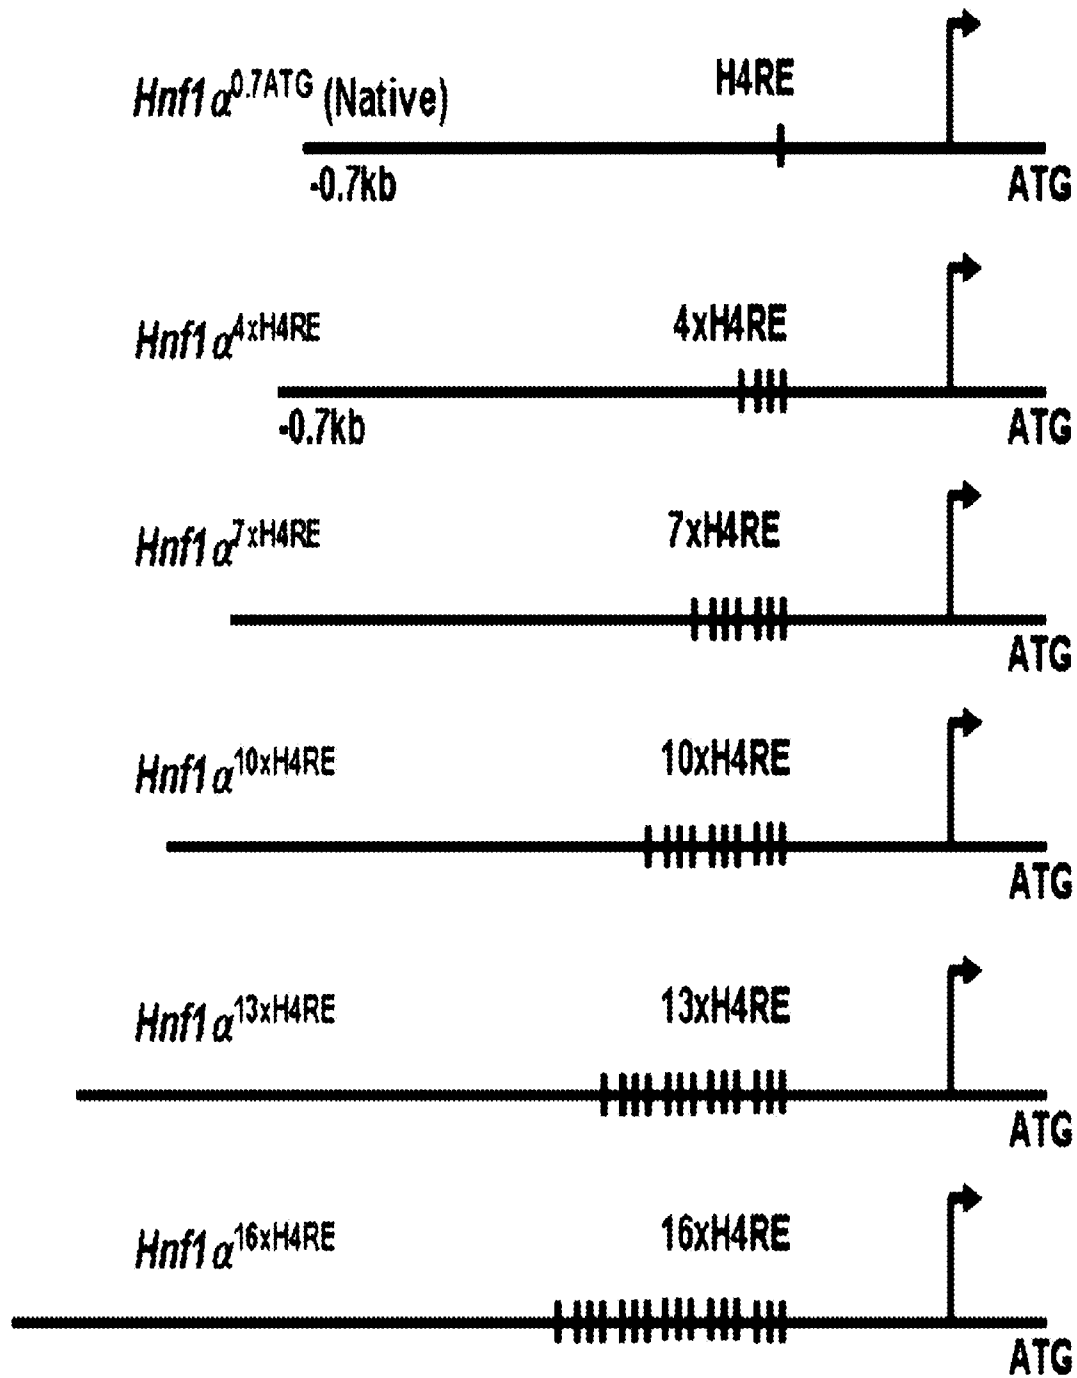 Hnf1α0.7ATG (Native)
H4RE
-0.7kb
ATG
Hnf1α4xH4RE
4xH4RE
-0.7kb
ATG
Hnf1α7xH4RE
7xH4RE
ATG
Hnf1α10xH4RE
10xH4RE
ATG
Hnf1α13xH4RE
13xH4RE
ATG
Hnf1α16xH4RE
16xH4RE
ATG